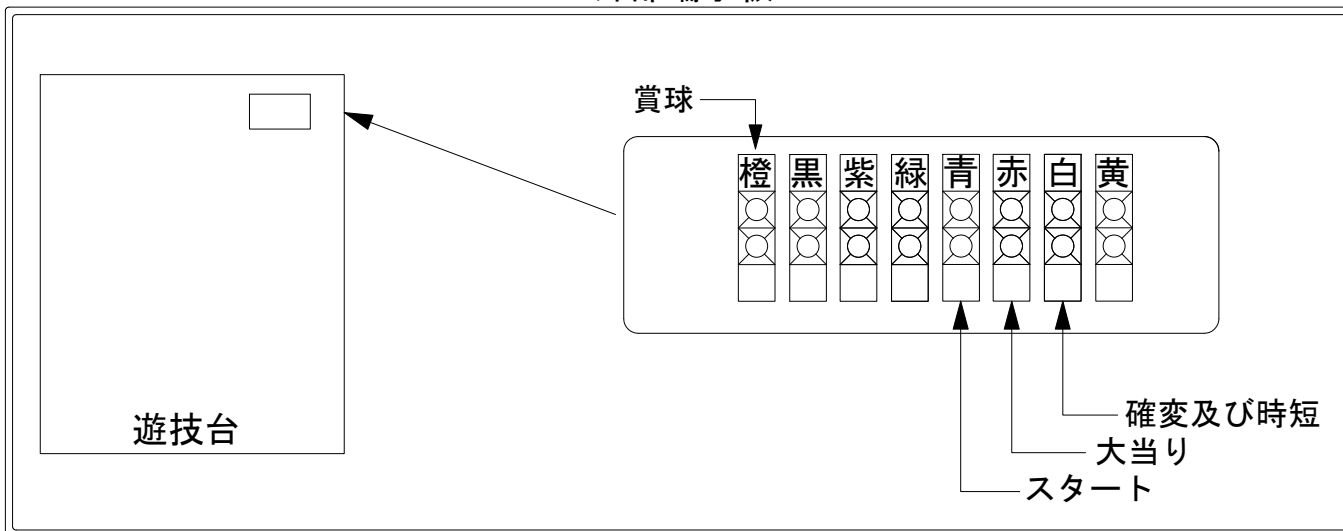 賞球
橙 黒 紫 緑 青 赤 白 黄
遊技台
確変及び時短
大当り
スタート